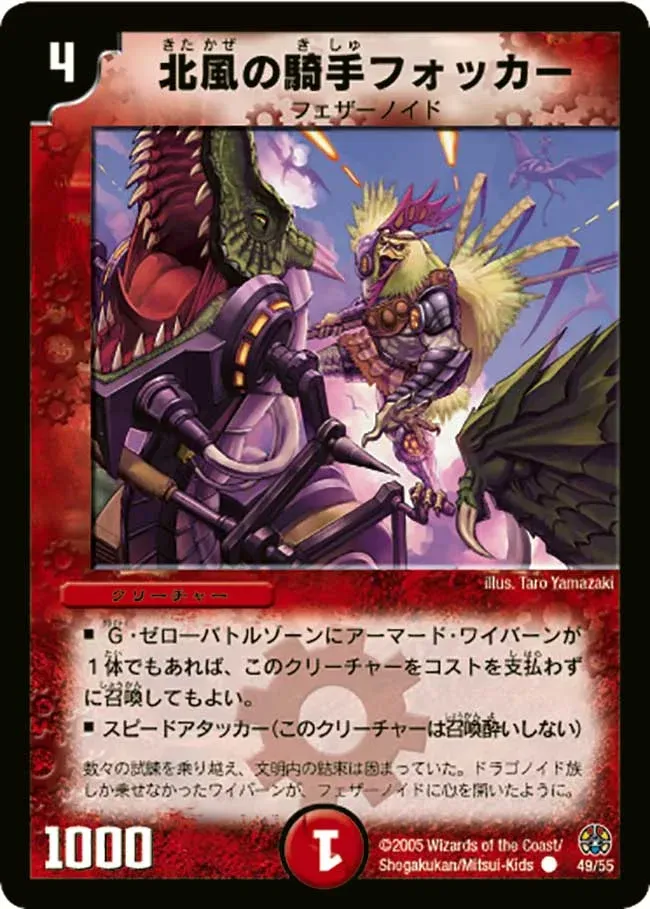 4
きたかぜ きしゅ
北風の騎手フォッカー
フェザーノイド
illus. Taro Yamazaki
クリーチャー
■ G・ゼロ―バトルゾーンにアーマード・ワイバーンが
１体でもあれば、このクリーチャーをコストを支払わず
に召喚してもよい。
■ スピードアタッカー(このクリーチャーは召喚酔いしない)
数々の試練を乗り越え、文明内の結束は固まっていた。ドラゴノイド族
しか乗せなかったワイバーンが、フェザーノイドに心を開いたように。
1000
1
©2005 Wizards of the Coast/
Shogakukan/Mitsui-Kids
49/55